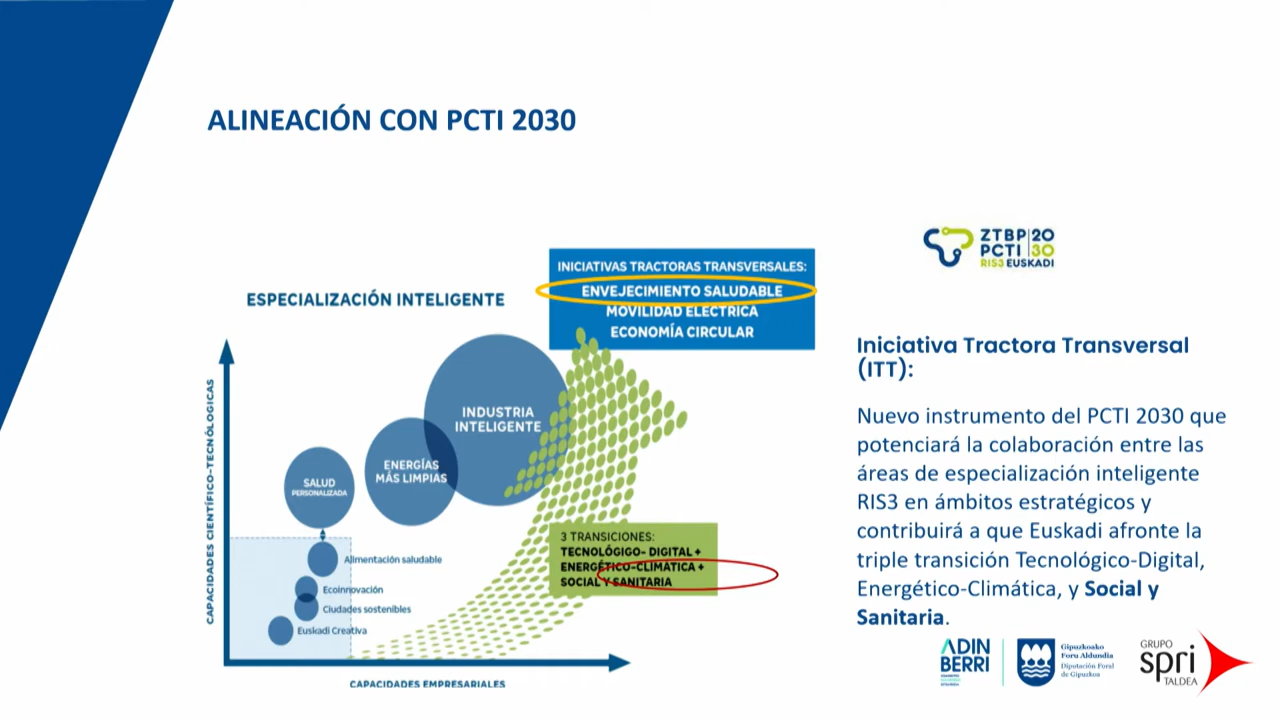 ALINEACIÓN CON PCTI 2030
ZTBP 20
PCTI 30
RIS3 EUSKADI
INICIATIVAS TRACTORAS TRANSVERSALES:
ENVEJECIMIENTO SALUDABLE
MOVILIDAD ELÉCTRICA
ECONOMÍA CIRCULAR
ESPECIALIZACIÓN INTELIGENTE
CAPACIDADES CIENTÍFICO-TECNOLÓGICAS
INDUSTRIA
INTELIGENTE
ENERGÍAS
MÁS LIMPIAS
SALUD
PERSONALIZADA
Alimentación saludable
Ecoinnovación
Ciudades sostenibles
Euskadi Creativa
3 TRANSICIONES:
TECNOLÓGIGO- DIGITAL +
ENERGÉTICO-CLIMÁTICA +
SOCIAL Y SANITARIA
CAPACIDADES EMPRESARIALES
Iniciativa Tractora Transversal
(ITT):
Nuevo instrumento del PCTI 2030 que
potenciará la colaboración entre las
áreas de especialización inteligente
RIS3 en ámbitos estratégicos y
contribuirá a que Euskadi afronte la
triple transición Tecnológico-Digital,
Energético-Climática, y Social y
Sanitaria.
ADIN
BERRI
Gipuzkoako
Foru Aldundia
Diputación Foral
de Gipuzkoa
GRUPO
spri
TALDEA